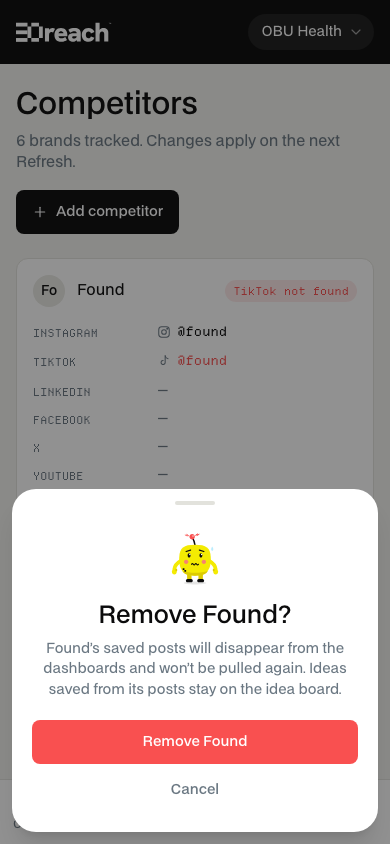 reach
OBU Health
Competitors
6 brands tracked. Changes apply on the next
Refresh.
+ Add competitor
Fo Found TikTok not found
INSTAGRAM @found
TIKTOK @found
LINKEDIN —
FACEBOOK —
X —
YOUTUBE —
Remove Found?
Found's saved posts will disappear from the
dashboards and won't be pulled again. Ideas
saved from its posts stay on the idea board.
Remove Found
Cancel